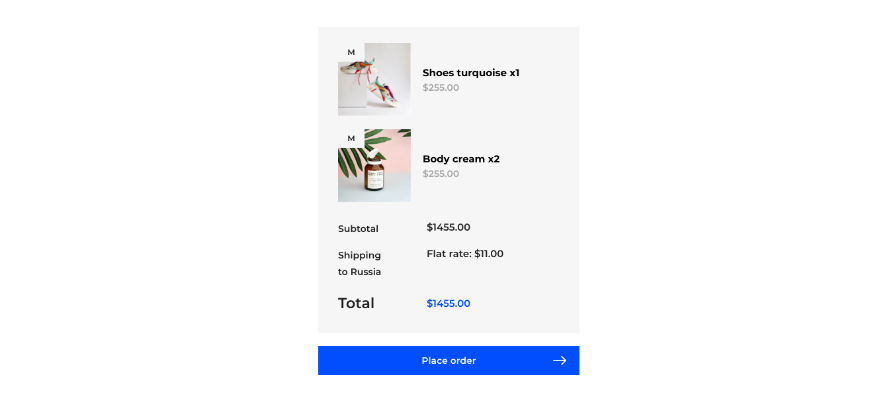 M
Shoes turquoise x1
$255.00
M
Body cream x2
$255.00
Subtotal
$1455.00
Shipping
to Russia
Flat rate: $11.00
Total
$1455.00
Place order